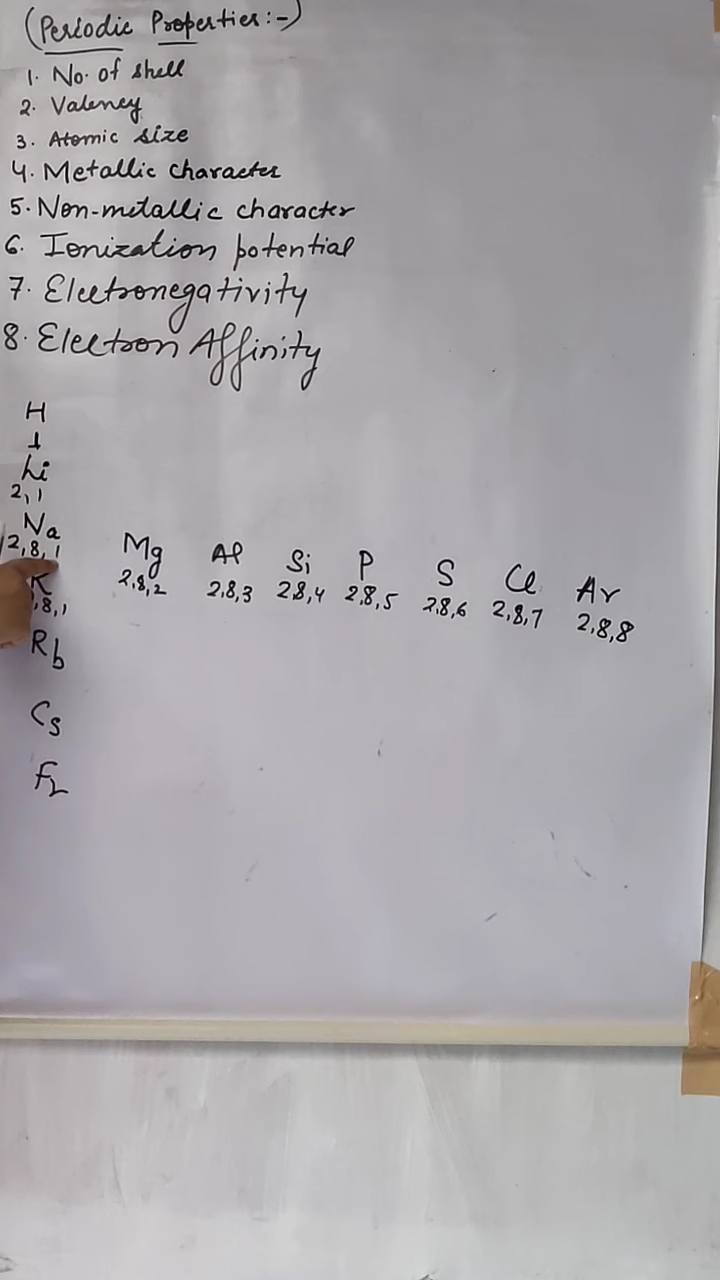 (Periodic Properties:-)
1. No. of shell
2. Valency
3. Atomic size
4. Metallic character
5. Non-metallic character
6. Ionization potential
7. Electronegativity
8. Electron Affinity
H
1
Li
2,1
Na Mg Al Si P S Cl Ar
2,8,1 2,8,2 2,8,3 2,8,4 2,8,5 2,8,6 2,8,7 2,8,8
K
,8,1
Rb
Cs
Fr